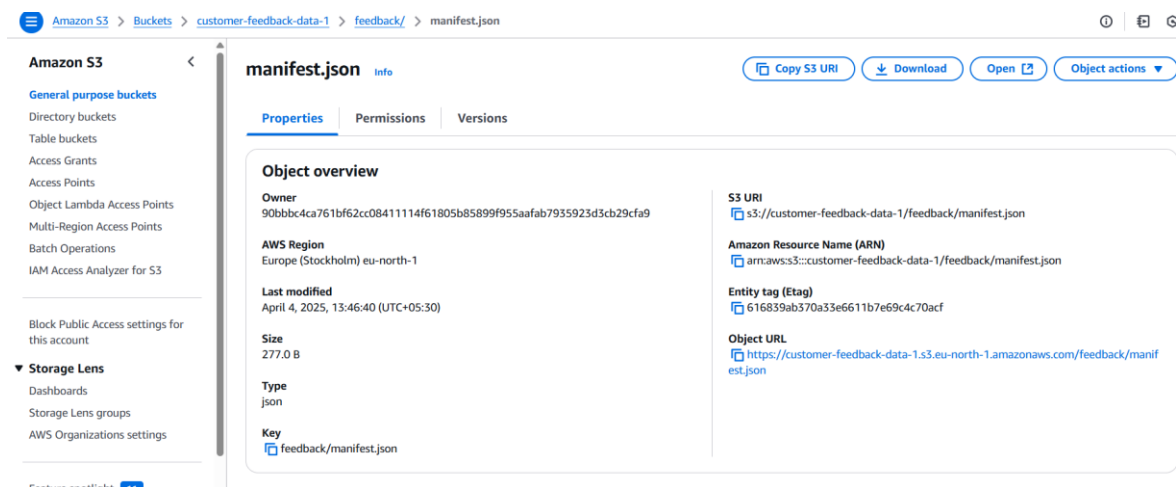 Amazon S3 > Buckets > customer-feedback-data-1 > feedback/ > manifest.json
Amazon S3
General purpose buckets
Directory buckets
Table buckets
Access Grants
Access Points
Object Lambda Access Points
Multi-Region Access Points
Batch Operations
IAM Access Analyzer for S3
Block Public Access settings for
this account
Storage Lens
Dashboards
Storage Lens groups
AWS Organizations settings
manifest.json Info
Copy S3 URI Download Open Object actions
Properties Permissions Versions
Object overview
Owner
90bbbc4ca761bf62cc08411114f61805b85899f955aafab7935923d3cb29cfa9
AWS Region
Europe (Stockholm) eu-north-1
Last modified
April 4, 2025, 13:46:40 (UTC+05:30)
Size
277.0 B
Type
json
Key
feedback/manifest.json
S3 URI
s3://customer-feedback-data-1/feedback/manifest.json
Amazon Resource Name (ARN)
arn:aws:s3:::customer-feedback-data-1/feedback/manifest.json
Entity tag (Etag)
616839ab370a33e6611b7e69c4c70acf
Object URL
https://customer-feedback-data-1.s3.eu-north-1.amazonaws.com/feedback/manif
est.json